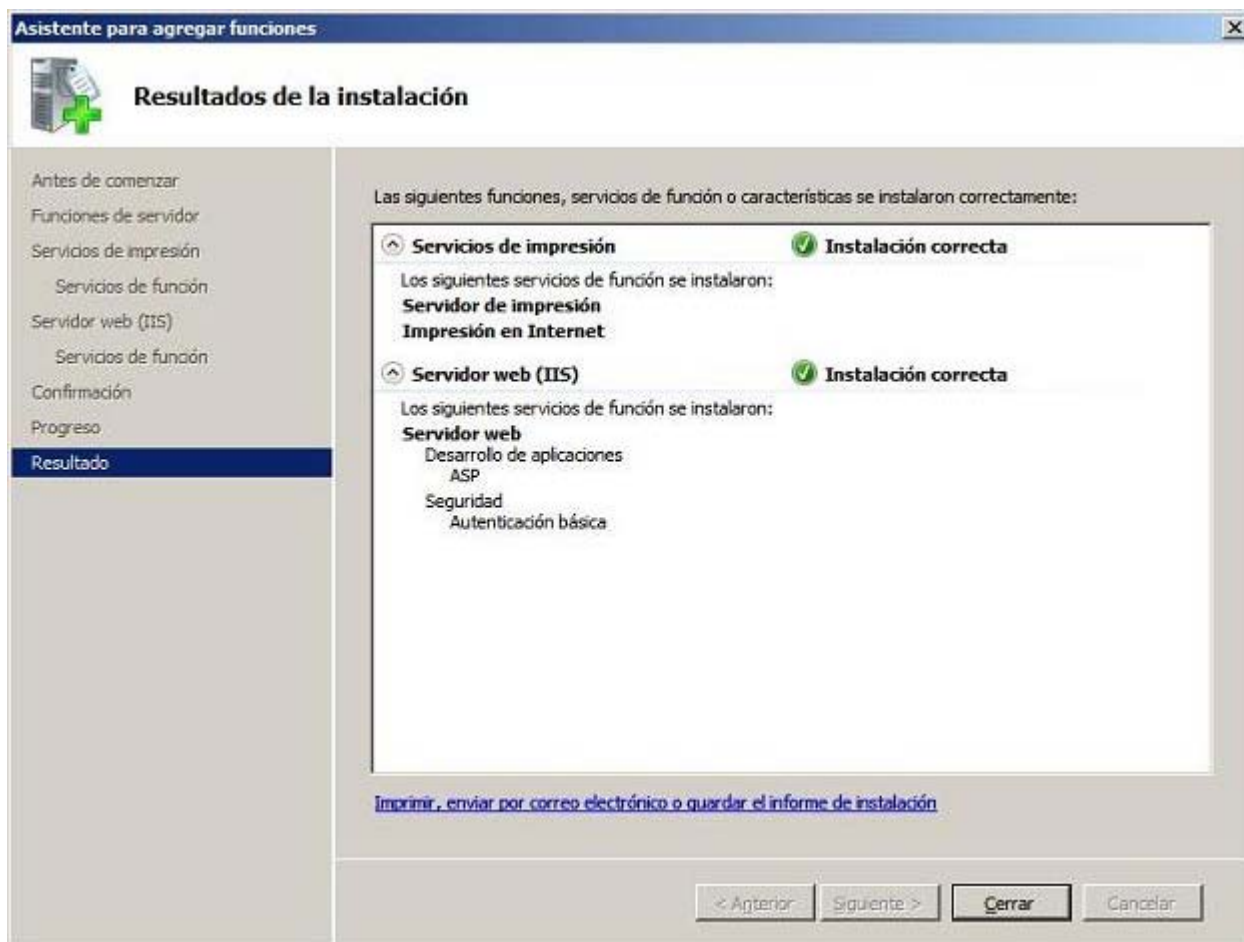 Asistente para agregar funciones
Resultados de la instalación
Antes de comenzar
Funciones de servidor
Servicios de impresión
Servicios de función
Servidor web (IIS)
Servicios de función
Confirmación
Progreso
Resultado
Las siguientes funciones, servicios de función o características se instalaron correctamente:
Servicios de impresión Instalación correcta
Los siguientes servicios de función se instalaron:
Servidor de impresión
Impresión en Internet
Servidor web (IIS) Instalación correcta
Los siguientes servicios de función se instalaron:
Servidor web
Desarrollo de aplicaciones
ASP
Seguridad
Autenticación básica
Imprimir, enviar por correo electrónico o guardar el informe de instalación
< Anterior Siguiente > Cerrar Cancelar